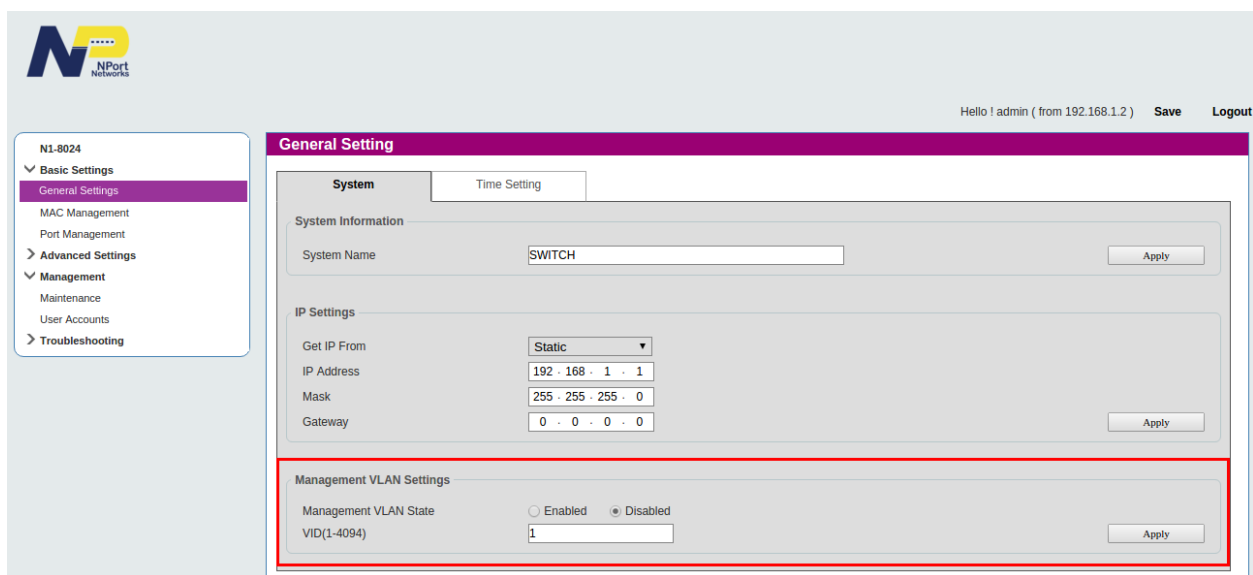 NP
NPort
Networks
Hello ! admin ( from 192.168.1.2 ) Save Logout
N1-8024
Basic Settings
General Settings
MAC Management
Port Management
Advanced Settings
Management
Maintenance
User Accounts
Troubleshooting
General Setting
System Time Setting
System Information
System Name SWITCH Apply
IP Settings
Get IP From Static
IP Address 192 . 168 . 1 . 1
Mask 255 . 255 . 255 . 0
Gateway 0 . 0 . 0 . 0 Apply
Management VLAN Settings
Management VLAN State Enabled Disabled
VID(1-4094) 1 Apply